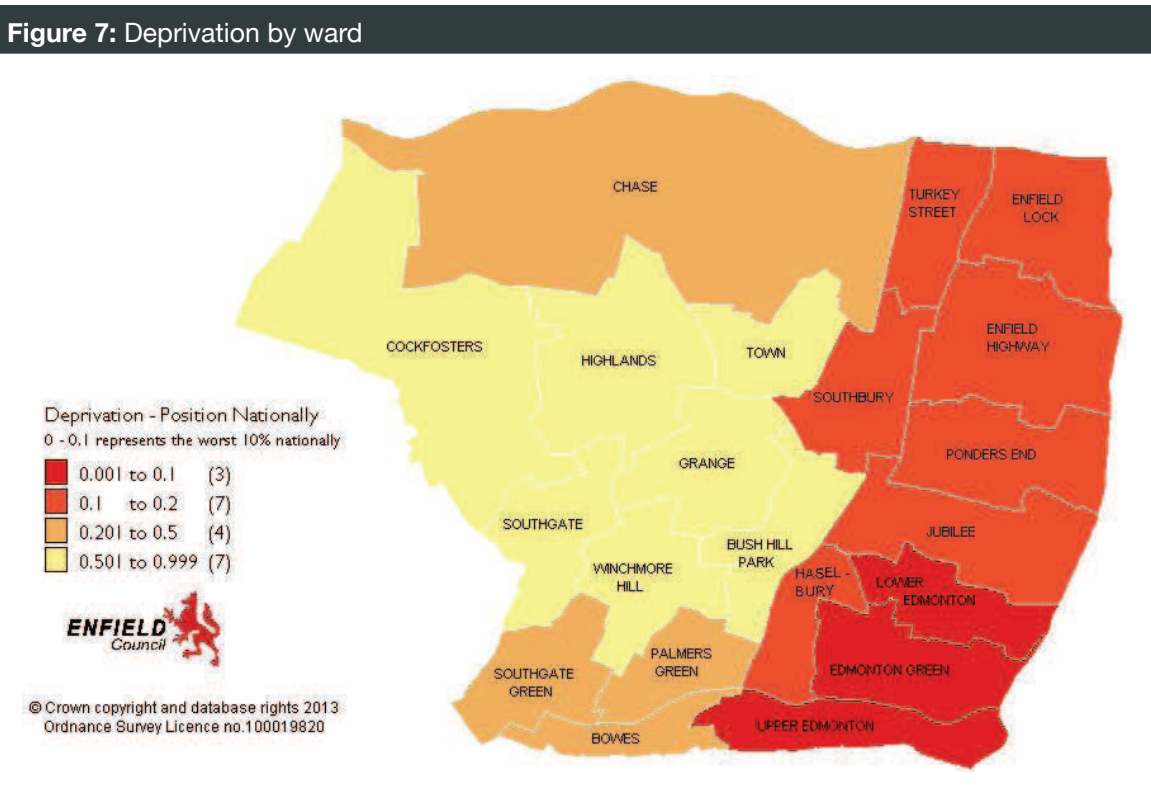 Figure 7: Deprivation by ward
CHASE
TURKEY
STREET
ENFIELD
LOCK
ENFIELD
HIGHWAY
COCKFOSTERS
HIGHLANDS
TOWN
SOUTHBURY
PONDERS END
GRANGE
SOUTHGATE
JUBILEE
BUSH HILL
PARK
WINCHMORE
HILL
HASEL -
BURY
LOWER
EDMONTON
PALMERS
GREEN
EDMONTON GREEN
SOUTHGATE
GREEN
UPPER EDMONTON
BOWES
Deprivation - Position Nationally
0 - 0.1 represents the worst 10% nationally
0.001 to 0.1 (3)
0.1 to 0.2 (7)
0.201 to 0.5 (4)
0.501 to 0.999 (7)
ENFIELD
Council
© Crown copyright and database rights 2013
Ordnance Survey Licence no.100019820